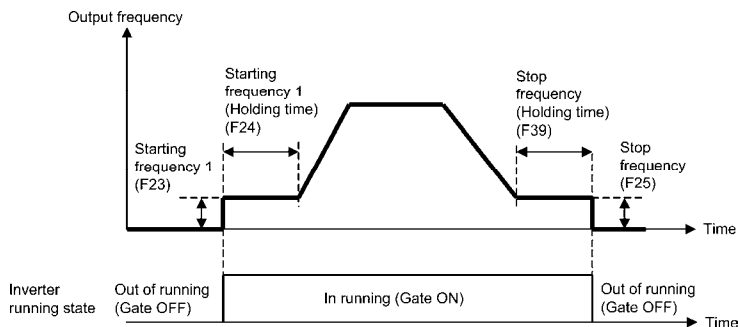 Output frequency
Starting
frequency 1
(Holding time)
(F24)
Stop
frequency
(Holding time)
(F39)
Starting
frequency 1
(F23)
Stop
frequency
(F25)
Time
Inverter
running state
Out of running
(Gate OFF)
In running (Gate ON)
Out of running
(Gate OFF)
Time